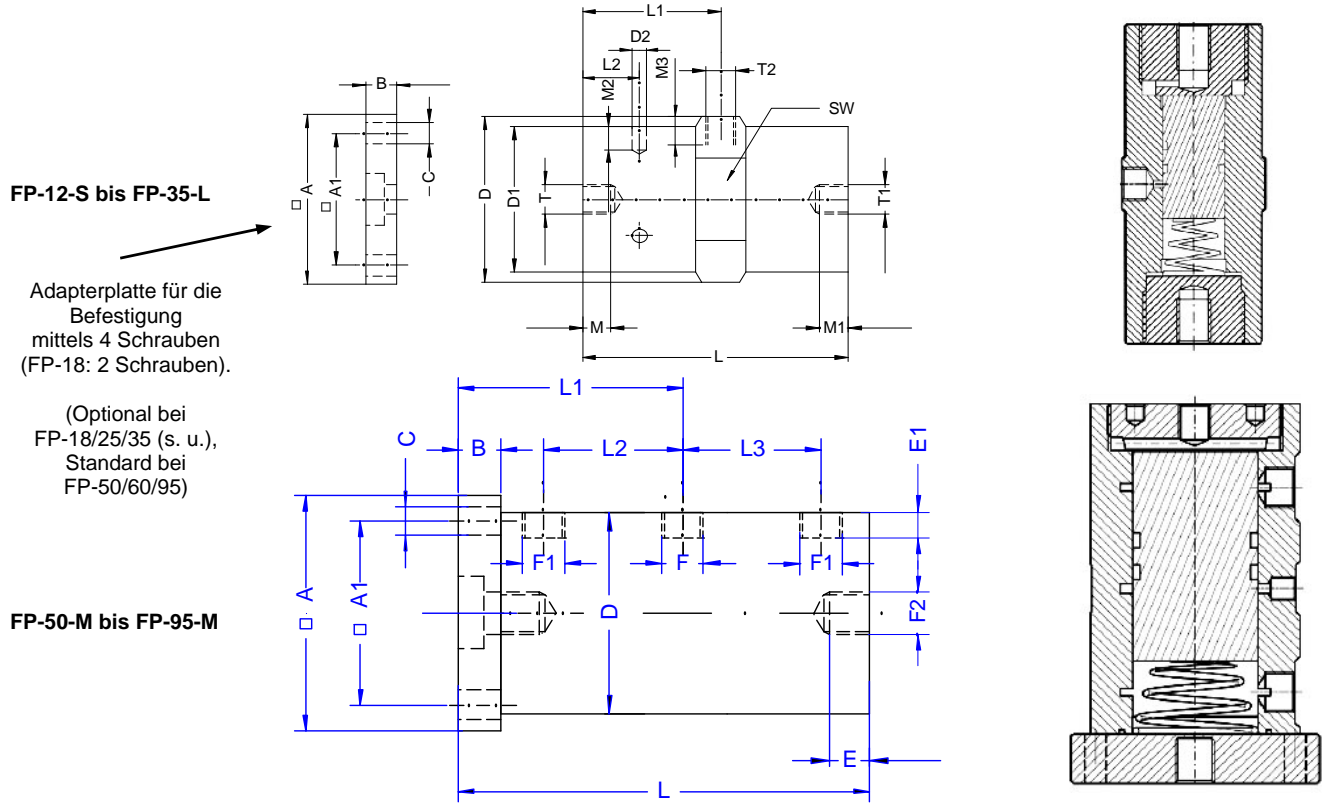 L1
D2
L2
M2
M3
T2
SW
B
C
□ A
□ A1
D
D1
T
T1
M
M1
L
FP-12-S bis FP-35-L
Adapterplatte für die
Befestigung
mittels 4 Schrauben
(FP-18: 2 Schrauben).
(Optional bei
FP-18/25/35 (s. u.),
Standard bei
FP-50/60/95)
L1
C
B
L2
L3
E1
F1
F
F1
□ A
□ A1
D
F2
E
L
FP-50-M bis FP-95-M